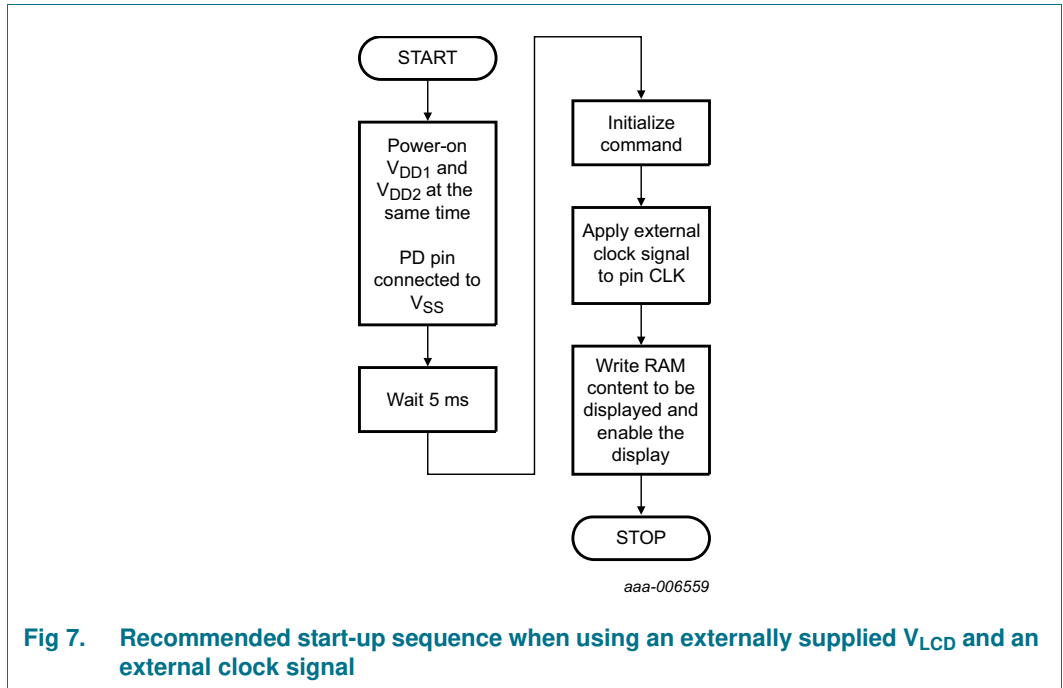 START
Power-on
VDD1 and
VDD2 at the
same time
PD pin
connected to
VSS
Wait 5 ms
Initialize
command
Apply external
clock signal
to pin CLK
Write RAM
content to be
displayed and
enable the
display
STOP
aaa-006559
Fig 7. Recommended start-up sequence when using an externally supplied VLCD and an
external clock signal